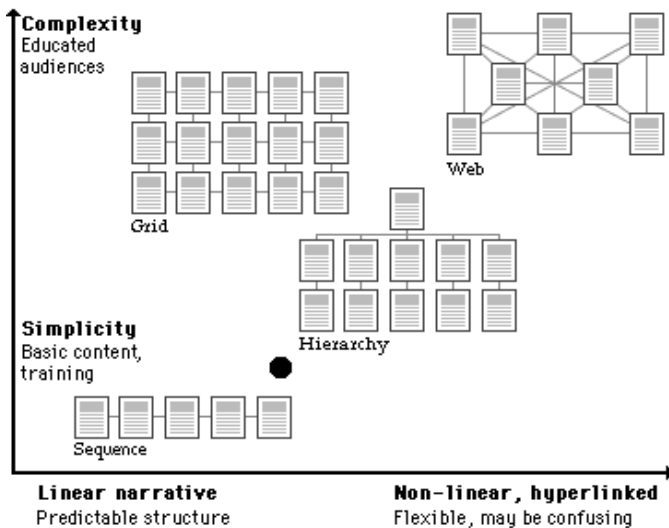 Complexity
Educated
audiences
Web
Grid
Simplicity
Basic content,
training
Hierarchy
Sequence
Linear narrative
Predictable structure
Non-linear, hyperlinked
Flexible, may be confusing